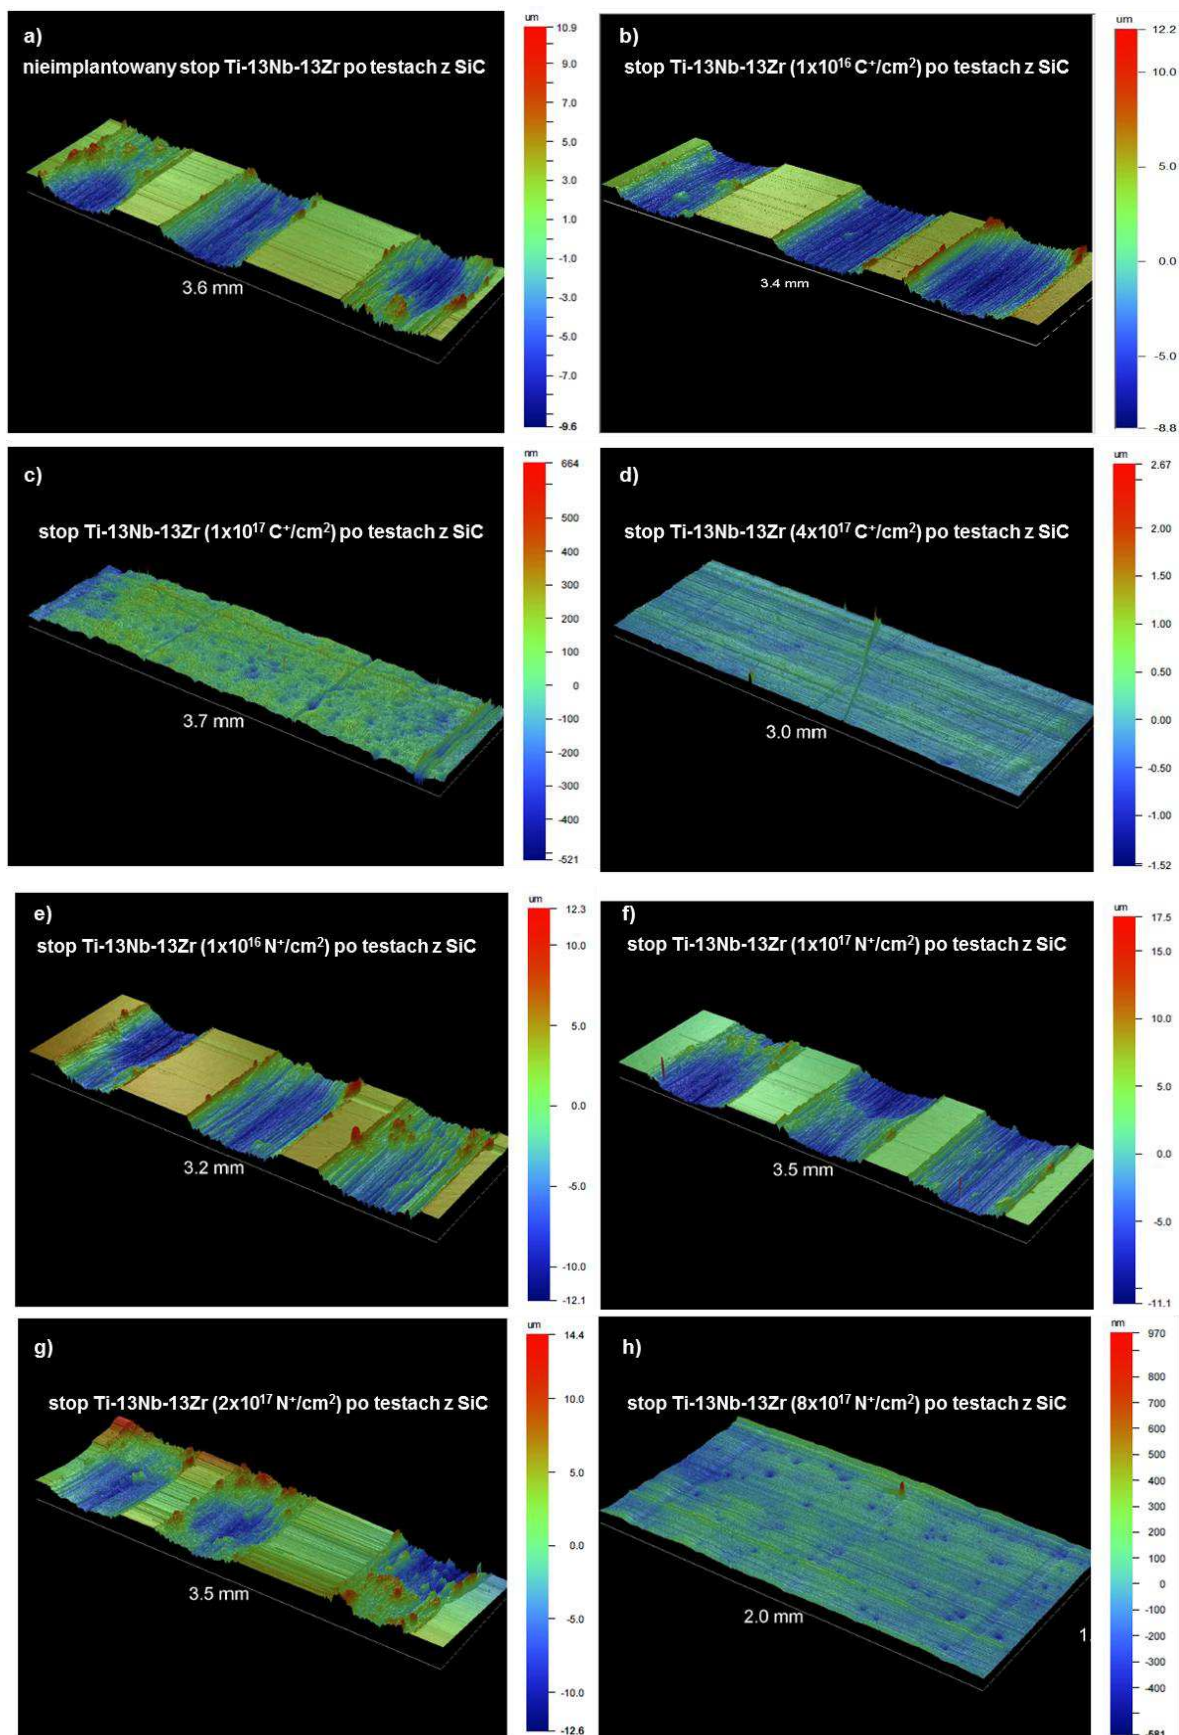 a)
nieimplantowany stop Ti-13Nb-13Zr po testach z SiC
3.6 mm
um
10.9
9.0
7.0
5.0
3.0
1.0
-1.0
-3.0
-5.0
-7.0
-9.6
b)
stop Ti-13Nb-13Zr (1x10¹⁶ C⁺/cm²) po testach z SiC
3.4 mm
um
12.2
10.0
5.0
0.0
-5.0
-8.8
c)
stop Ti-13Nb-13Zr (1x10¹⁷ C⁺/cm²) po testach z SiC
3.7 mm
nm
664
500
400
300
200
100
0
-100
-200
-300
-400
-521
d)
stop Ti-13Nb-13Zr (4x10¹⁷ C⁺/cm²) po testach z SiC
3.0 mm
um
2.67
2.00
1.50
1.00
0.50
0.00
-0.50
-1.00
-1.52
e)
stop Ti-13Nb-13Zr (1x10¹⁶ N⁺/cm²) po testach z SiC
3.2 mm
um
12.3
10.0
5.0
0.0
-5.0
-10.0
-12.1
f)
stop Ti-13Nb-13Zr (1x10¹⁷ N⁺/cm²) po testach z SiC
3.5 mm
um
17.5
15.0
10.0
5.0
0.0
-5.0
-11.1
g)
stop Ti-13Nb-13Zr (2x10¹⁷ N⁺/cm²) po testach z SiC
3.5 mm
um
14.4
10.0
5.0
0.0
-5.0
-10.0
-12.6
h)
stop Ti-13Nb-13Zr (8x10¹⁷ N⁺/cm²) po testach z SiC
2.0 mm
1.
nm
970
800
700
600
500
400
300
200
100
0
-100
-200
-300
-400
-581